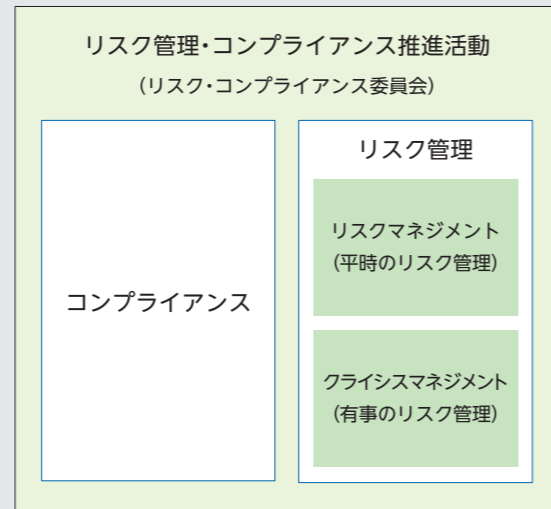 リスク管理・コンプライアンス推進活動
(リスク・コンプライアンス委員会)
コンプライアンス
リスク管理
リスクマネジメント
(平時のリスク管理)
クライシスマネジメント
(有事のリスク管理)